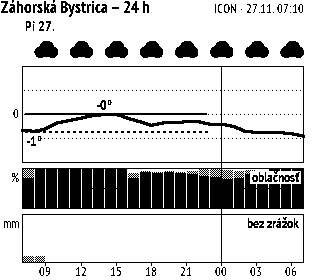 Záhorská Bystrica – 24 h
ICON · 27.11. 07:10
Pi 27.
0
-0°
-1°
%
oblačnosť
mm
bez zrážok
09 12 15 18 21 00 03 06